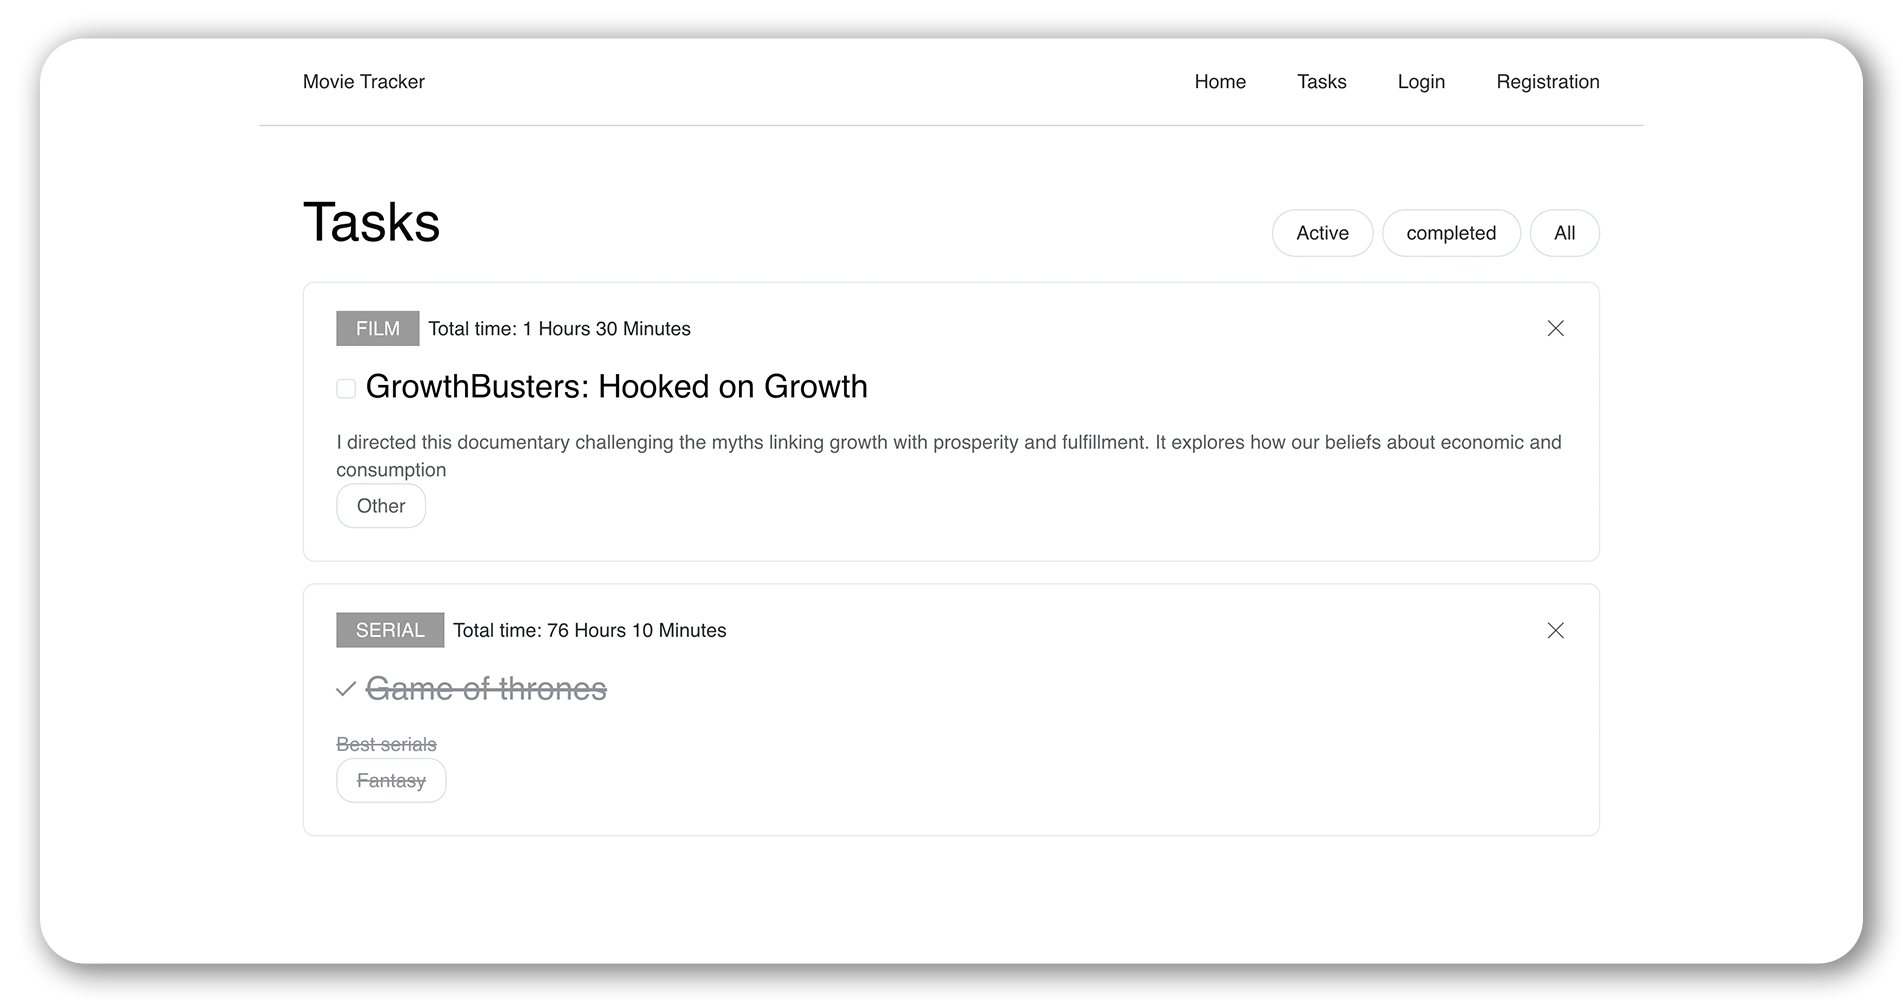 Movie Tracker Home Tasks Login Registration
Tasks
Active completed All
FILM Total time: 1 Hours 30 Minutes
GrowthBusters: Hooked on Growth
I directed this documentary challenging the myths linking growth with prosperity and fulfillment. It explores how our beliefs about economic and
consumption
Other
SERIAL Total time: 76 Hours 10 Minutes
Game of thrones
Best serials
Fantasy